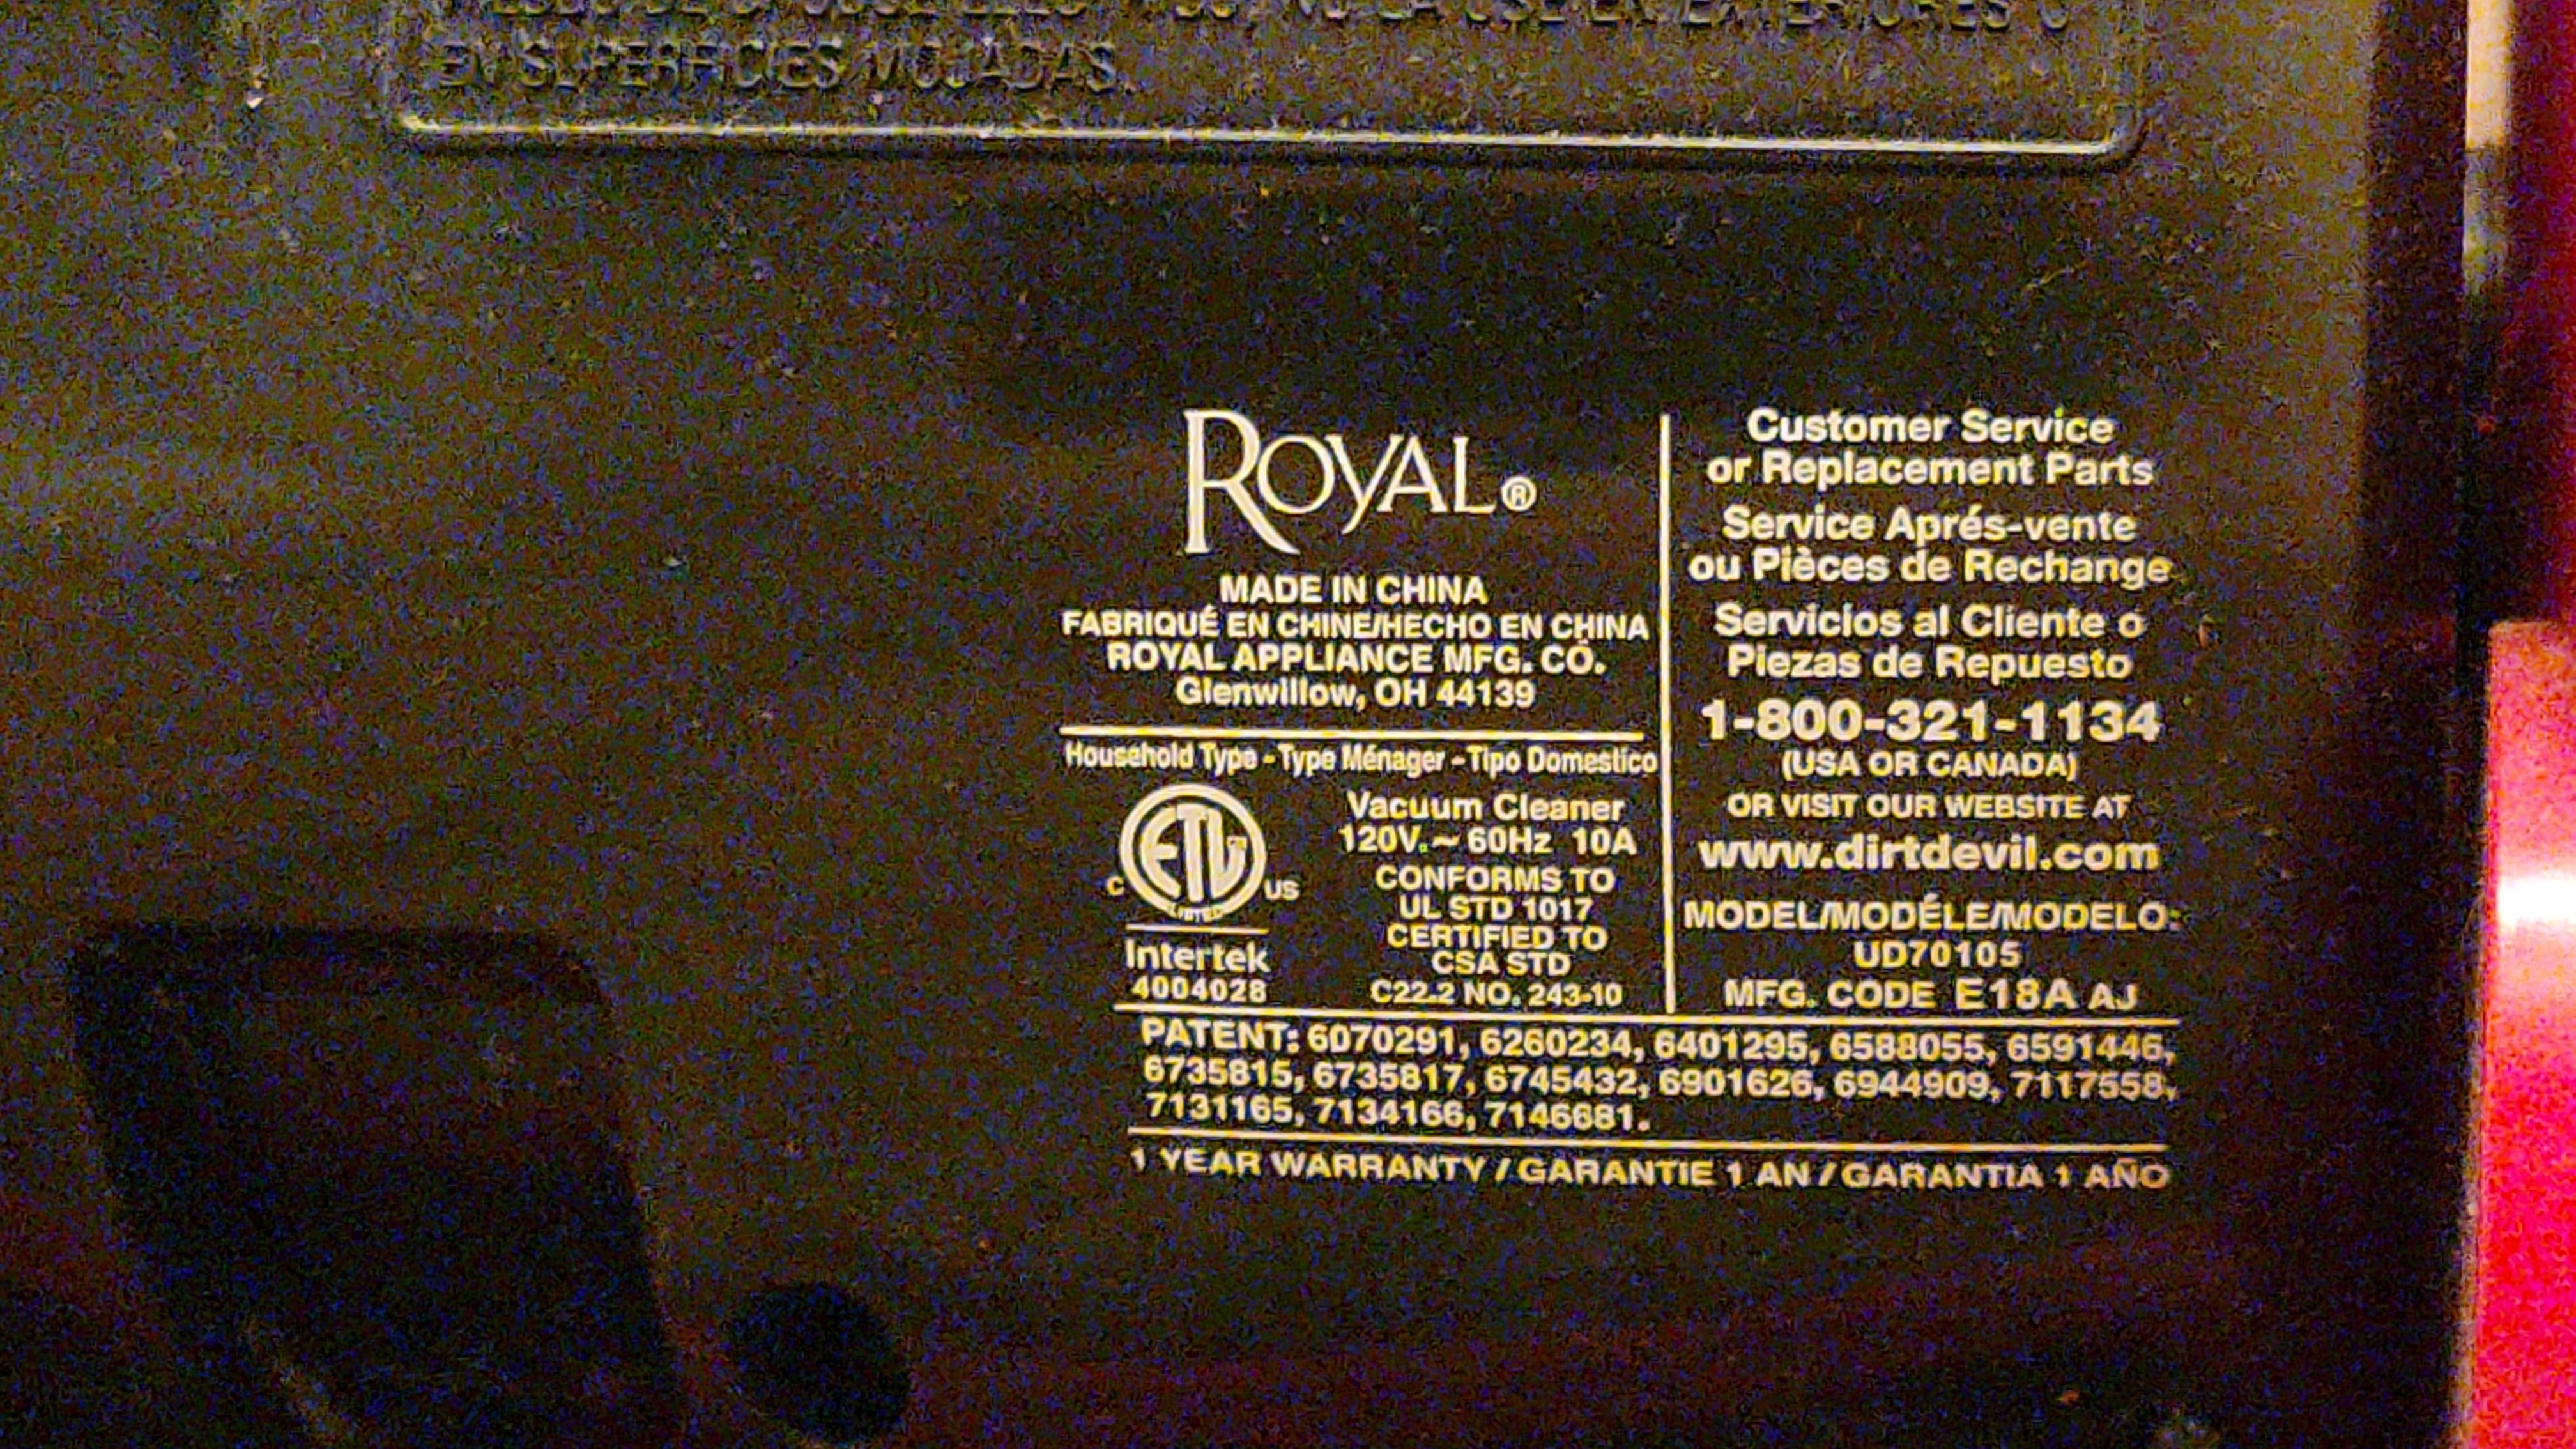 EN SUPERFICIES MOJADAS.
ROYAL®
MADE IN CHINA
FABRIQUÉ EN CHINE/HECHO EN CHINA
ROYAL APPLIANCE MFG. CO.
Glenwillow, OH 44139
Household Type - Type Ménager - Tipo Domestico
C ETL US
LISTED
Intertek
4004028
Vacuum Cleaner
120V. ~ 60Hz 10A
CONFORMS TO
UL STD 1017
CERTIFIED TO
CSA STD
C22.2 NO. 243-10
Customer Service
or Replacement Parts
Service Aprés-vente
ou Pièces de Rechange
Servicios al Cliente o
Piezas de Repuesto
1-800-321-1134
(USA OR CANADA)
OR VISIT OUR WEBSITE AT
www.dirtdevil.com
MODEL/MODÉLE/MODELO:
UD70105
MFG. CODE E18A AJ
PATENT: 6070291, 6260234, 6401295, 6588055, 6591446,
6735815, 6735817, 6745432, 6901626, 6944909, 7117558,
7131165, 7134166, 7146681.
1 YEAR WARRANTY / GARANTIE 1 AN / GARANTIA 1 AÑO